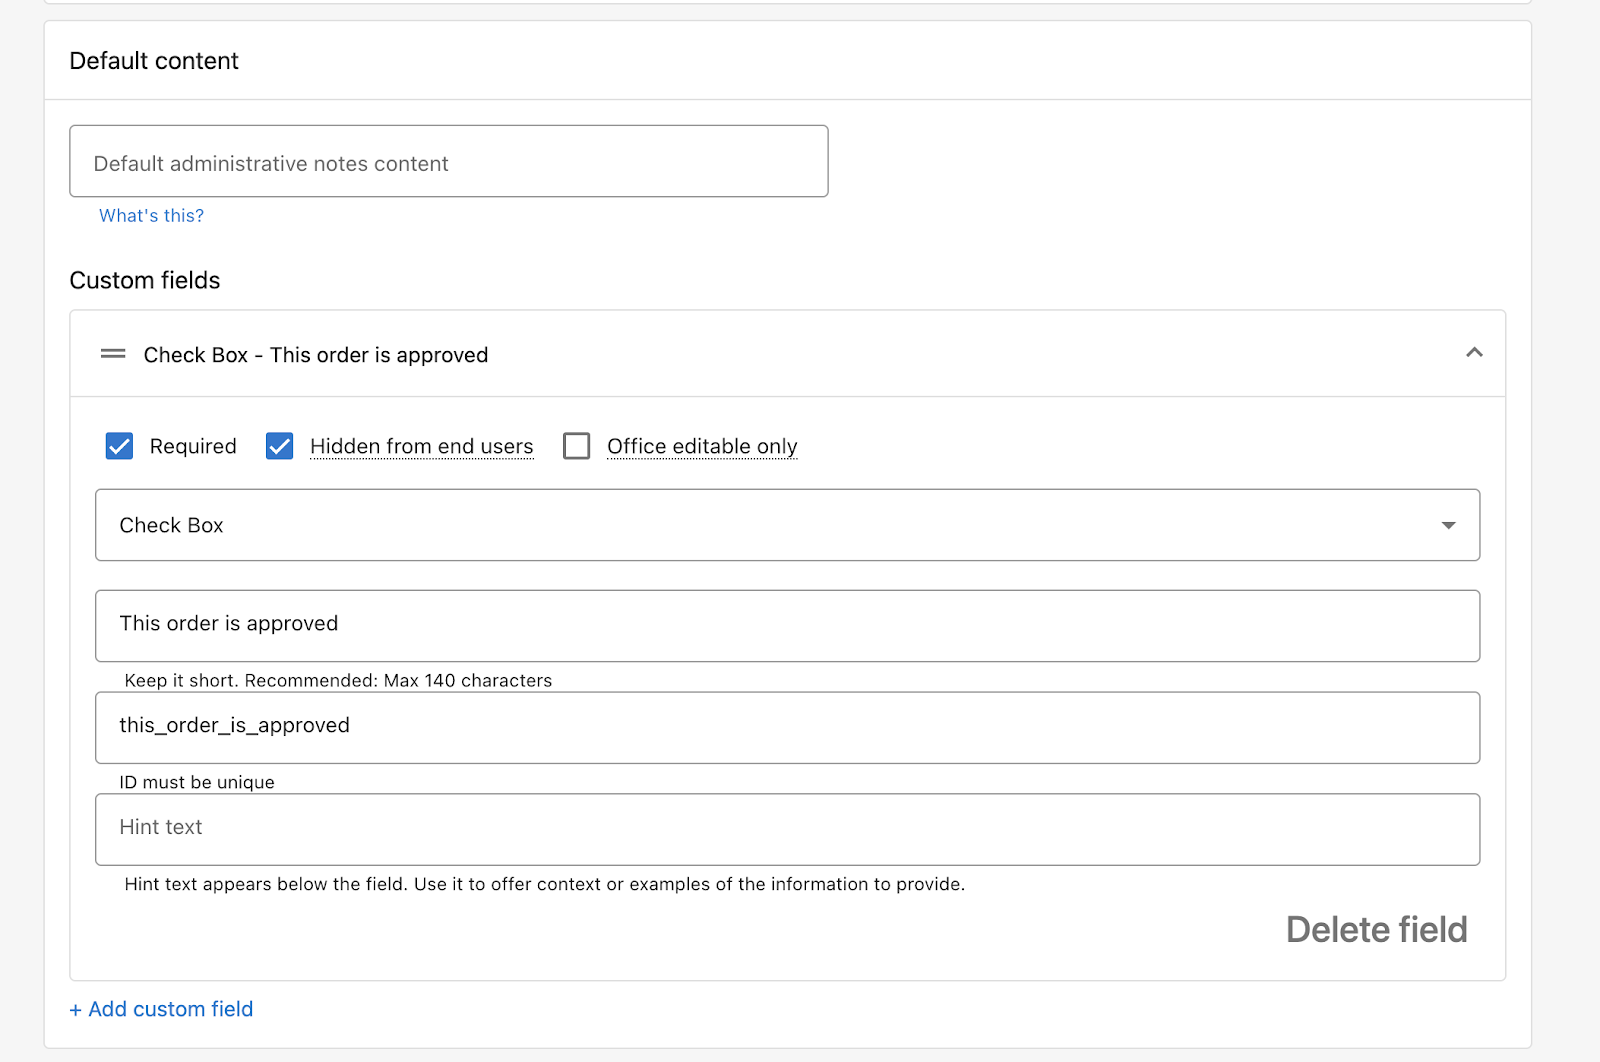 Default content
Default administrative notes content
What's this?
Custom fields
Check Box - This order is approved
Required Hidden from end users Office editable only
Check Box
This order is approved
Keep it short. Recommended: Max 140 characters
this_order_is_approved
ID must be unique
Hint text
Hint text appears below the field. Use it to offer context or examples of the information to provide.
Delete field
+ Add custom field